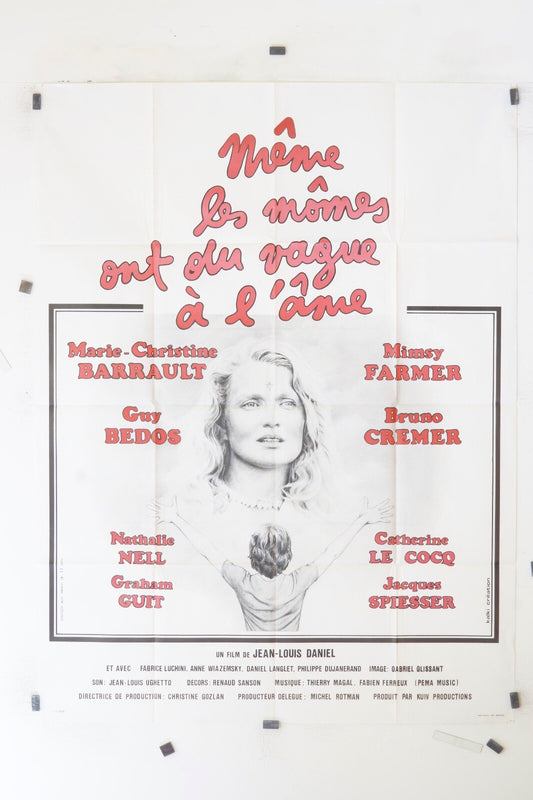 Même
les mômes
ont du vague
à l'âme
Marie-Christine
BARRAULT
Mimsy
FARMER
Guy
BEDOS
Bruno
CREMER
Nathalie
NELL
Catherine
LE COCQ
Graham
GUIT
Jacques
SPIESSER
kalki création
UN FILM DE JEAN-LOUIS DANIEL
ET AVEC FABRICE LUCHINI, ANNE WIAZEMSKY, DANIEL LANGLET, PHILIPPE DUJANERAND IMAGE: GABRIEL GLISSANT
SON: JEAN-LOUIS UGHETTO DECORS: RENAUD SANSON MUSIQUE: THIERRY MAGAL, FABIEN FERREUX (PEMA MUSIC)
DIRECTRICE DE PRODUCTION: CHRISTINE GOZLAN PRODUCTEUR DELEGUE: MICHEL ROTMAN PRODUIT PAR KUIV PRODUCTIONS